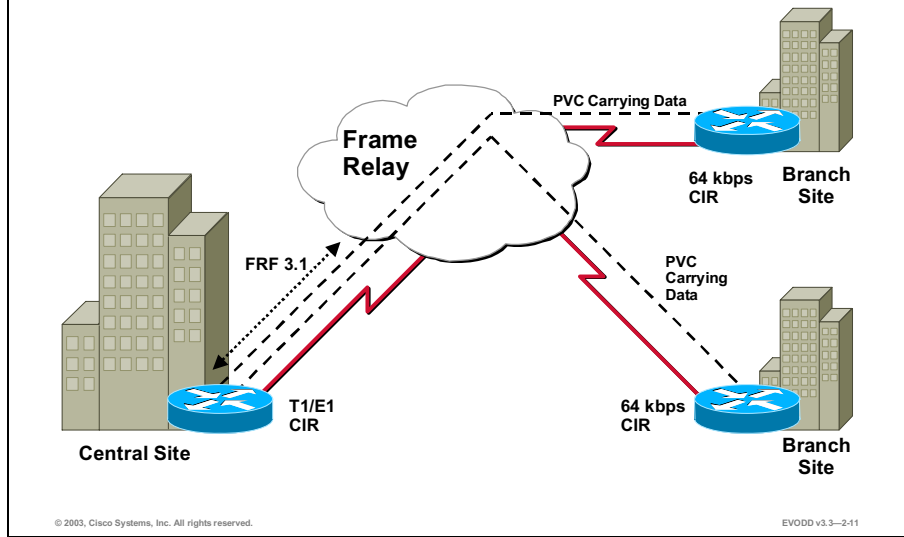 PVC Carrying Data
Frame
Relay
64 kbps
CIR
Branch
Site
FRF 3.1
PVC
Carrying
Data
T1/E1
CIR
64 kbps
CIR
Central Site
Branch
Site
© 2003, Cisco Systems, Inc. All rights reserved.
EVODD v3.3—2-11